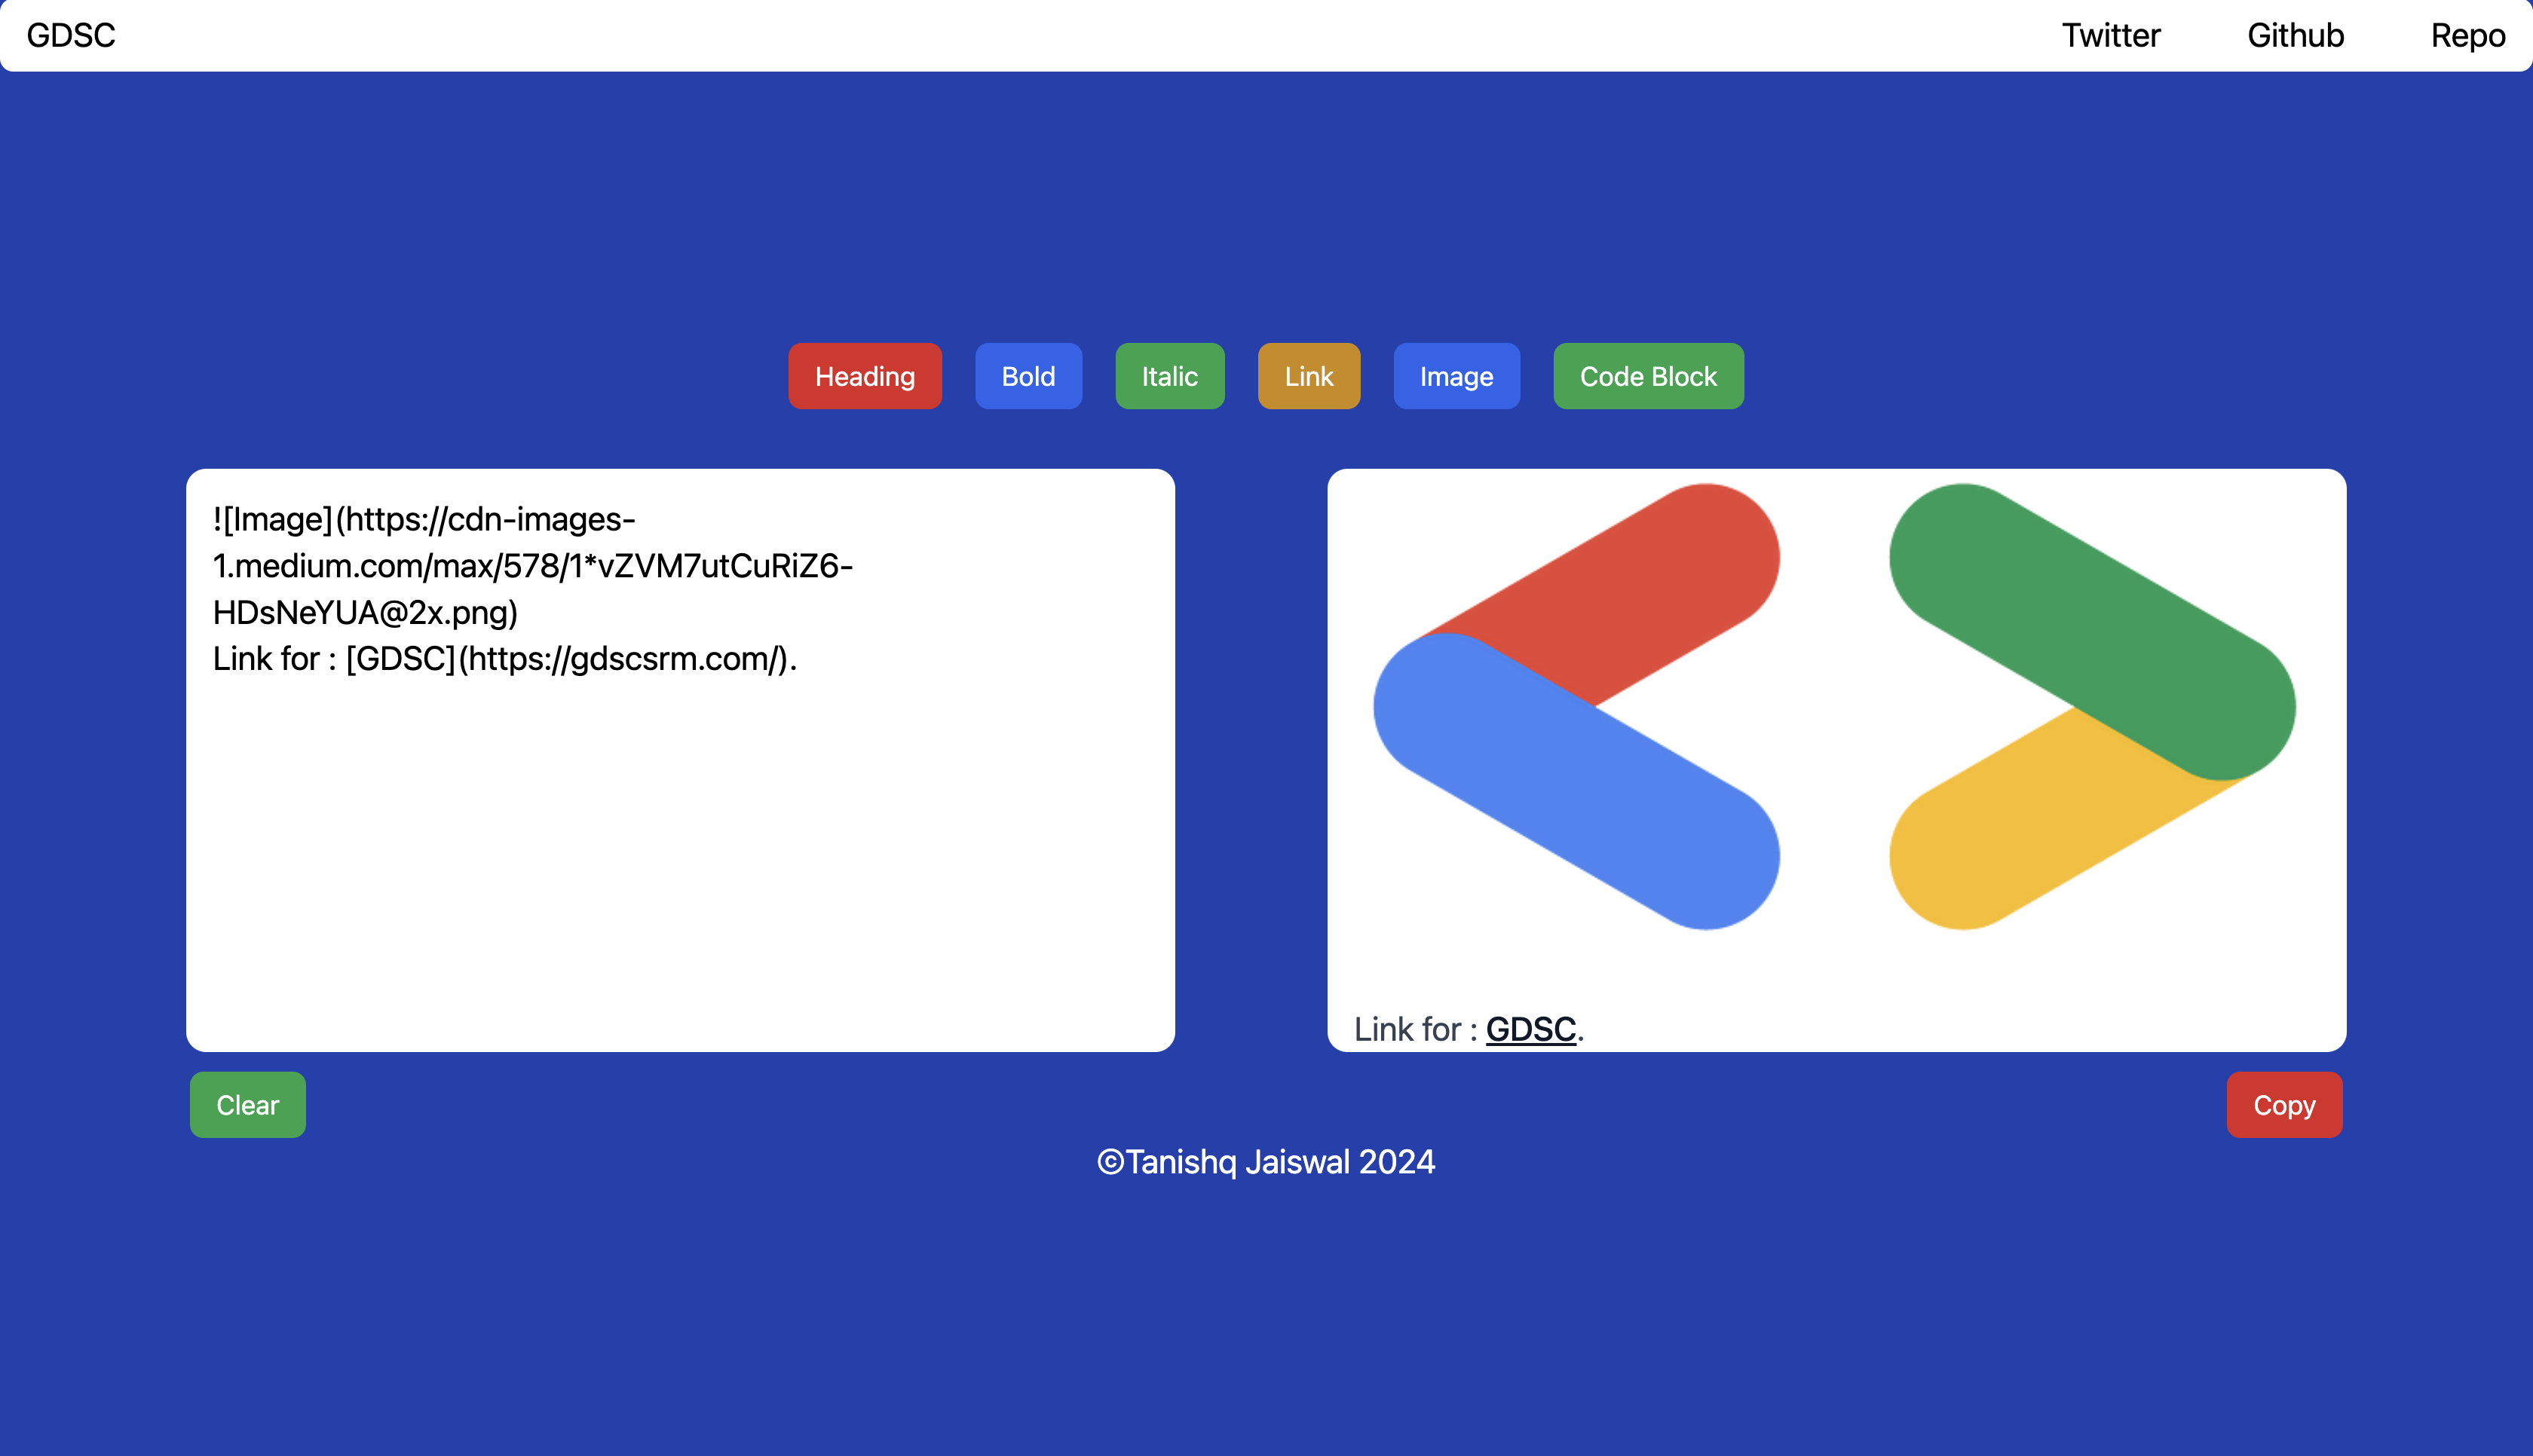 GDSC
Twitter
Github
Repo
Heading
Bold
Italic
Link
Image
Code Block
![Image](https://cdn-images-
1.medium.com/max/578/1*vZVM7utCuRiZ6-
HDsNeYUA@2x.png)
Link for : [GDSC](https://gdscsrm.com/).
Link for : GDSC.
Clear
Copy
©Tanishq Jaiswal 2024